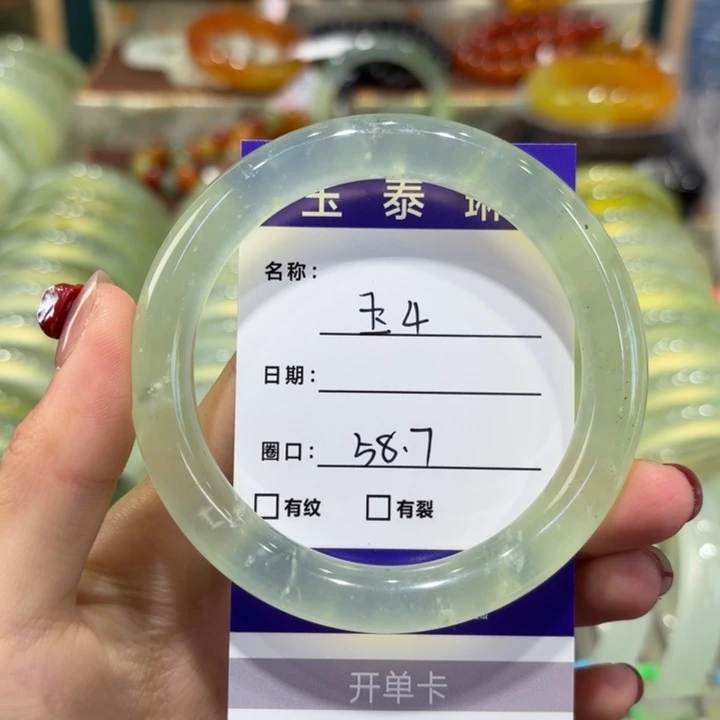 玉泰琳
名称：玉4
日期：
圈口：58.7
有纹 有裂
开单卡